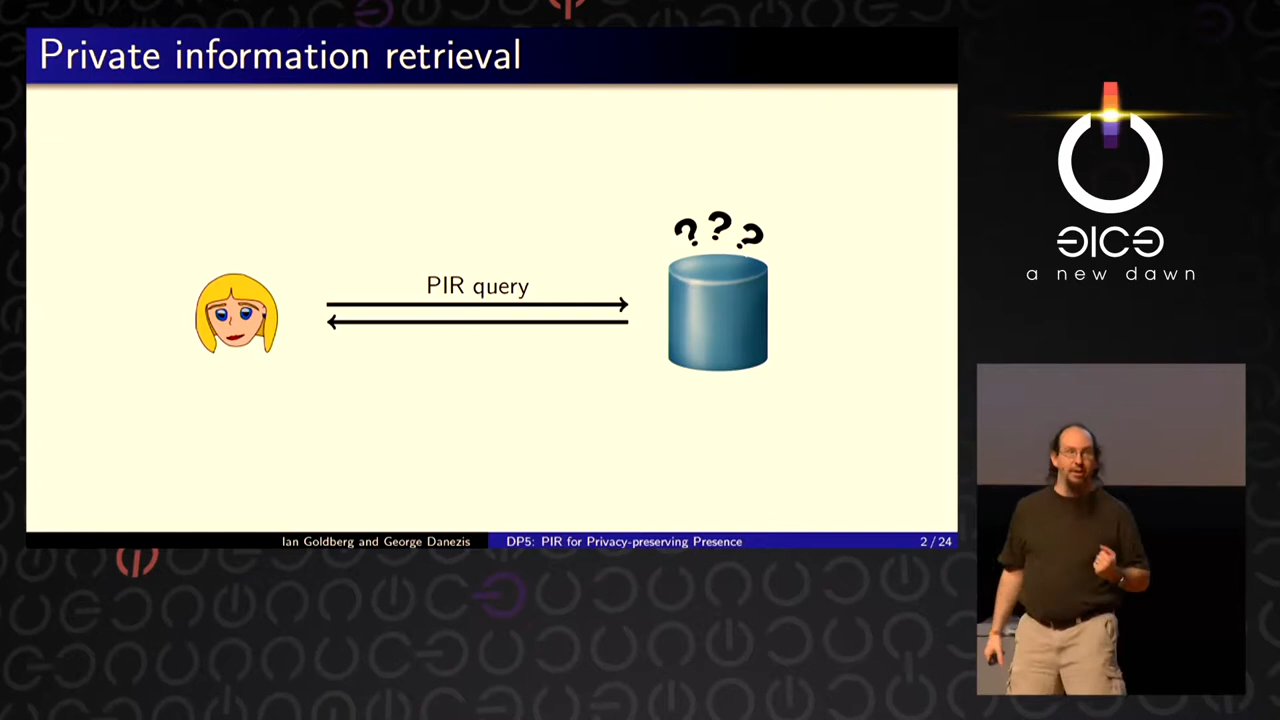 Private information retrieval
? ? ?
PIR query
Ian Goldberg and George Danezis
DP5: PIR for Privacy-preserving Presence
2 / 24
a new dawn